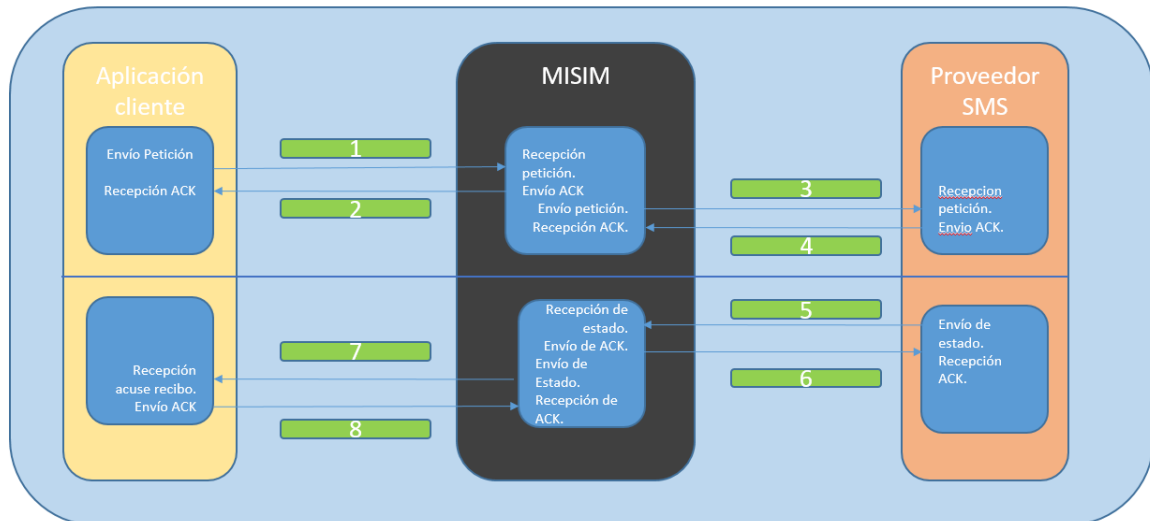 Aplicación
cliente
MISIM
Proveedor
SMS
Envío Petición
Recepción ACK
1
2
Recepción
petición.
Envío ACK
Envío petición.
Recepción ACK.
3
4
Recepcion
petición.
Envio ACK.
Recepción
acuse recibo.
Envío ACK
7
8
Recepción de
estado.
Envío de ACK.
Envío de
Estado.
Recepción de
ACK.
5
6
Envío de
estado.
Recepción
ACK.